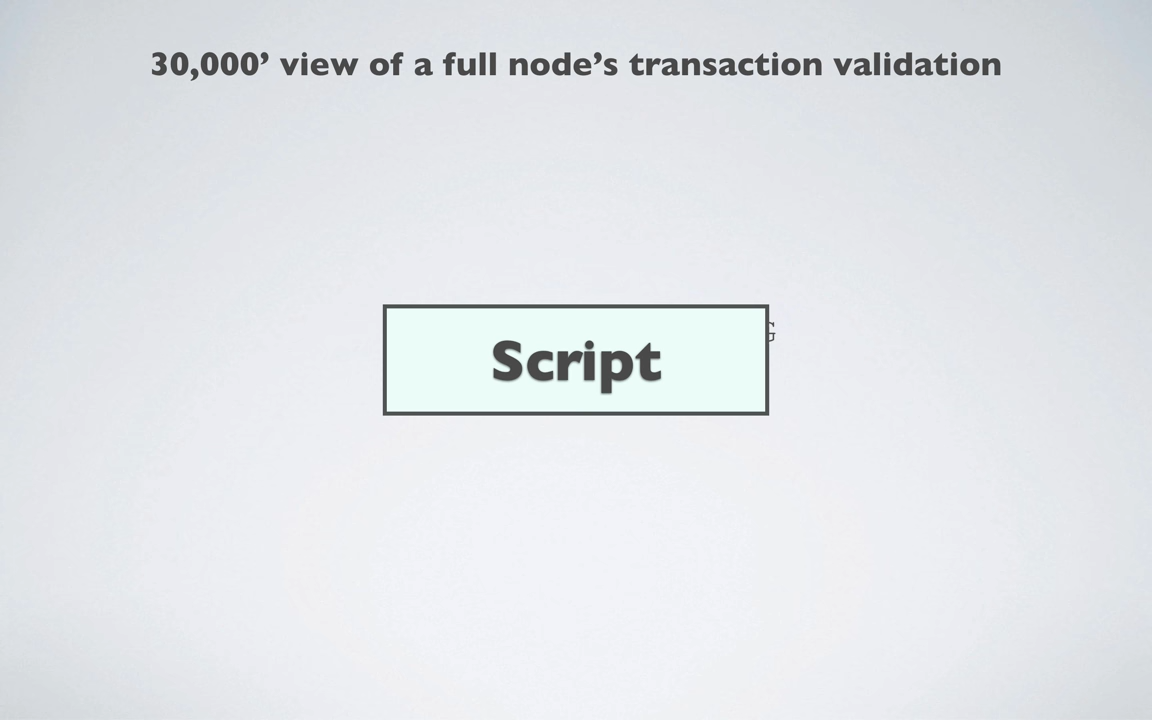 30,000’ view of a full node’s transaction validation
Script